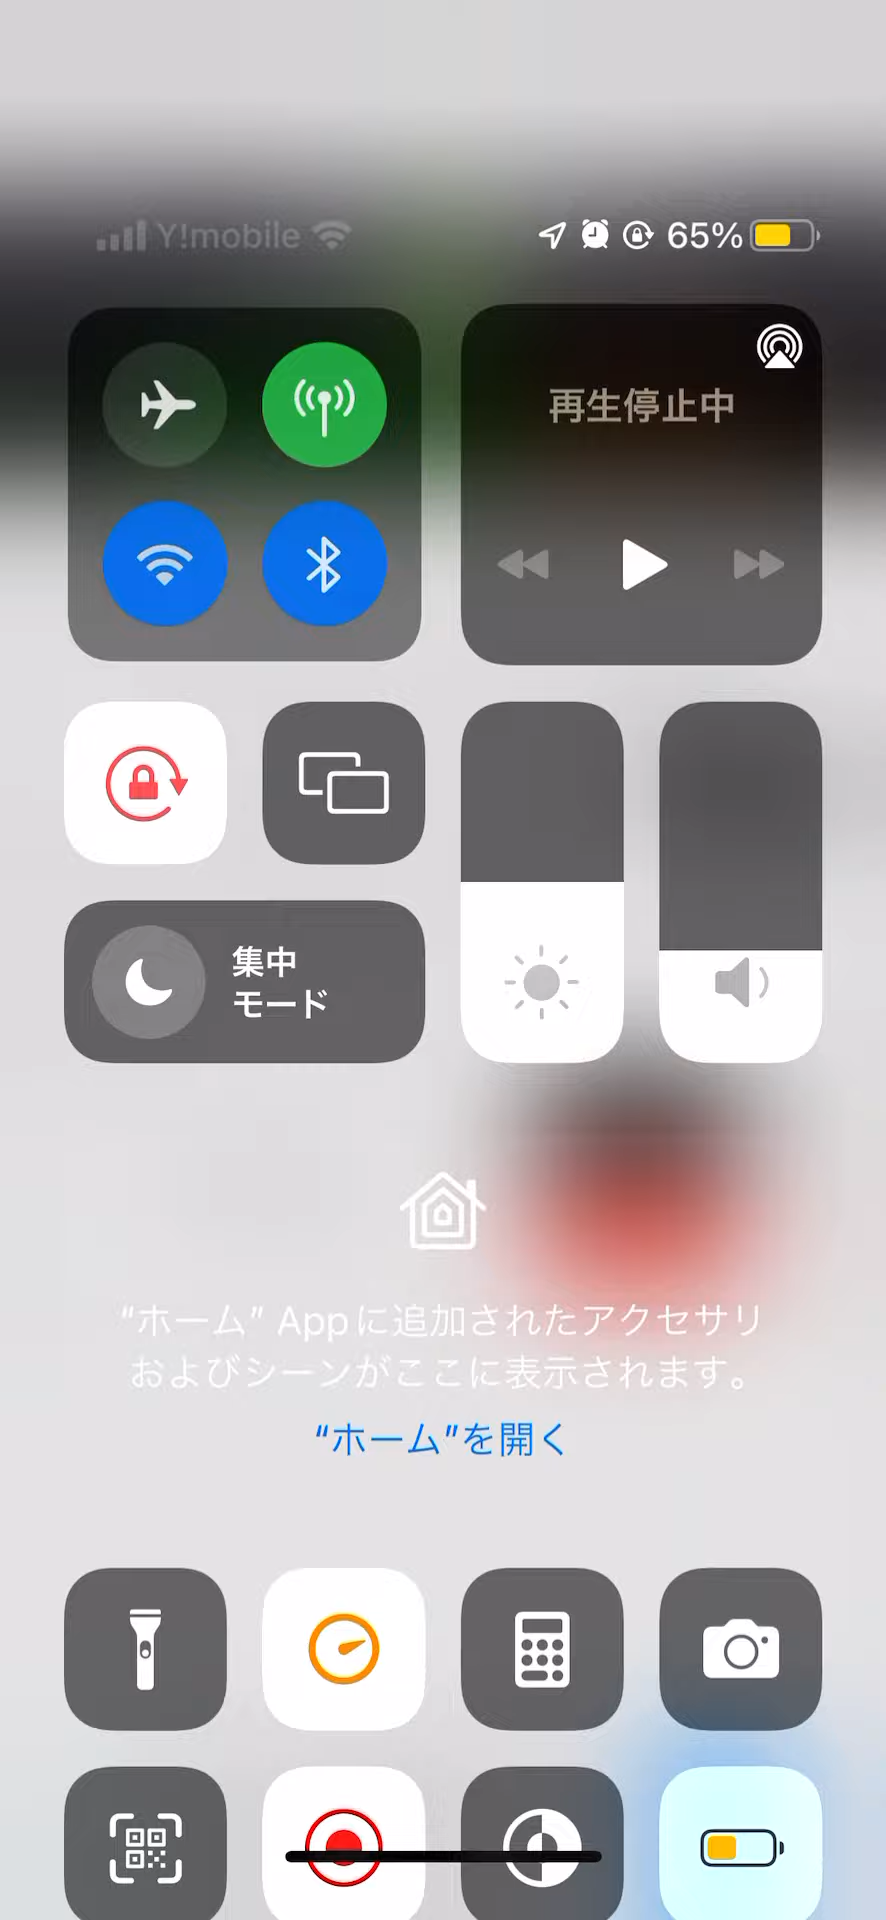 Y!mobile 65%
再生停止中
集中
モード
“ホーム” Appに追加されたアクセサリ
およびシーンがここに表示されます。
“ホーム”を開く